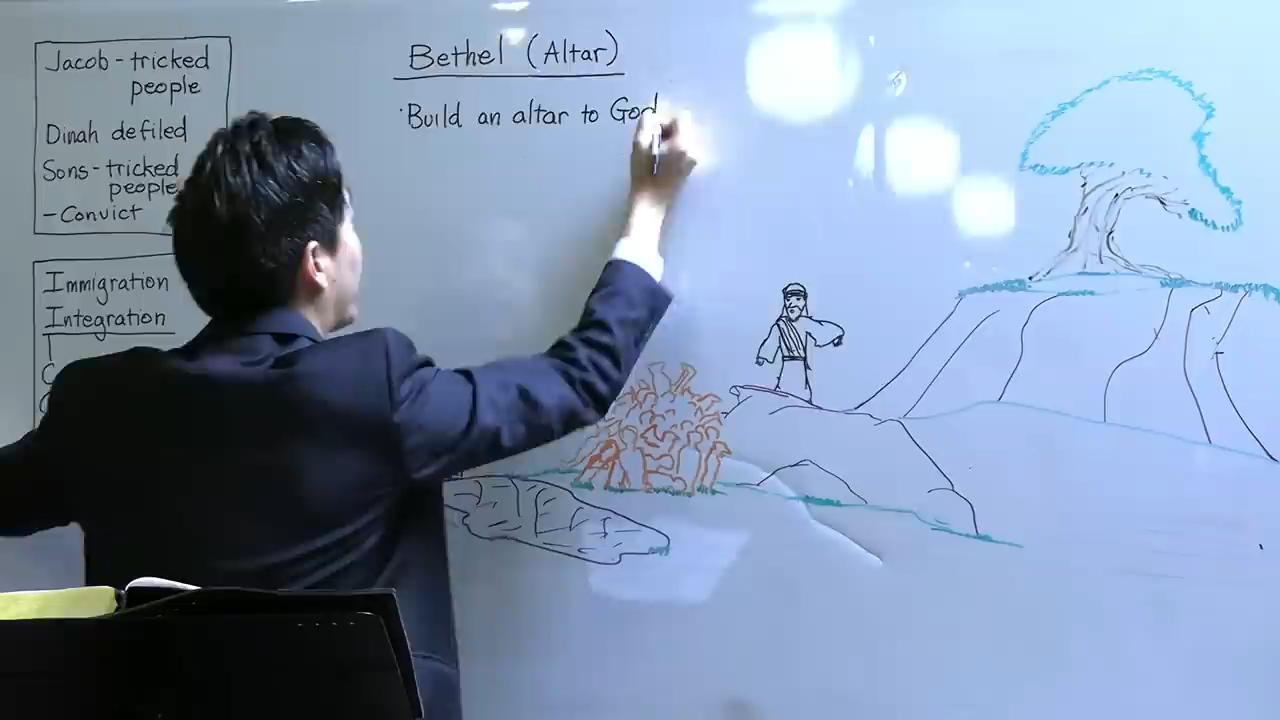 Jacob - tricked
people
Dinah defiled
Sons - tricked
people
- Convict
Immigration
Integration
Bethel (Altar)
· Build an altar to God